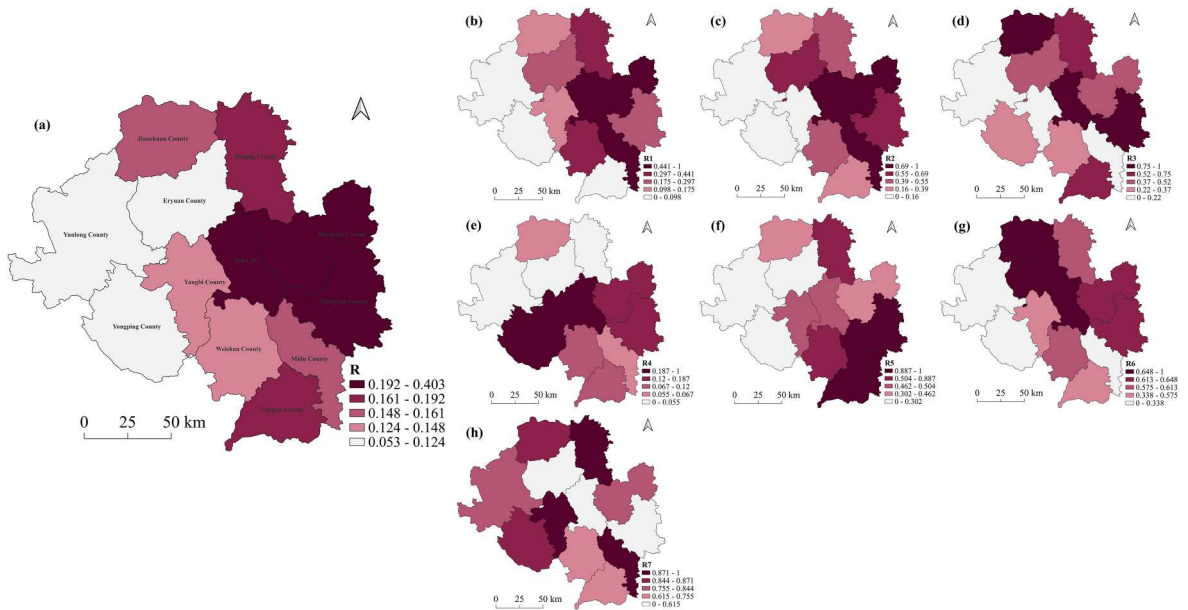 (a)
Jianchuan County
Heqing County
Eryuan County
Yunlong County
Binchuan County
Dali City
Yangbi County
Xiangyun County
Yongping County
Weishan County
Midu County
Nanjian County
R
0.192 - 0.403
0.161 - 0.192
0.148 - 0.161
0.124 - 0.148
0.053 - 0.124
0 25 50 km
(b)
R1
0.441 - 1
0.297 - 0.441
0.175 - 0.297
0.098 - 0.175
0 - 0.098
0 25 50 km
(c)
R2
0.69 - 1
0.55 - 0.69
0.39 - 0.55
0.16 - 0.39
0 - 0.16
0 25 50 km
(d)
R3
0.75 - 1
0.52 - 0.75
0.37 - 0.52
0.22 - 0.37
0 - 0.22
0 25 50 km
(e)
R4
0.187 - 1
0.12 - 0.187
0.067 - 0.12
0.055 - 0.067
0 - 0.055
0 25 50 km
(f)
R5
0.887 - 1
0.504 - 0.887
0.462 - 0.504
0.302 - 0.462
0 - 0.302
0 25 50 km
(g)
R6
0.648 - 1
0.613 - 0.648
0.575 - 0.613
0.338 - 0.575
0 - 0.338
0 25 50 km
(h)
R7
0.871 - 1
0.844 - 0.871
0.755 - 0.844
0.615 - 0.755
0 - 0.615
0 25 50 km